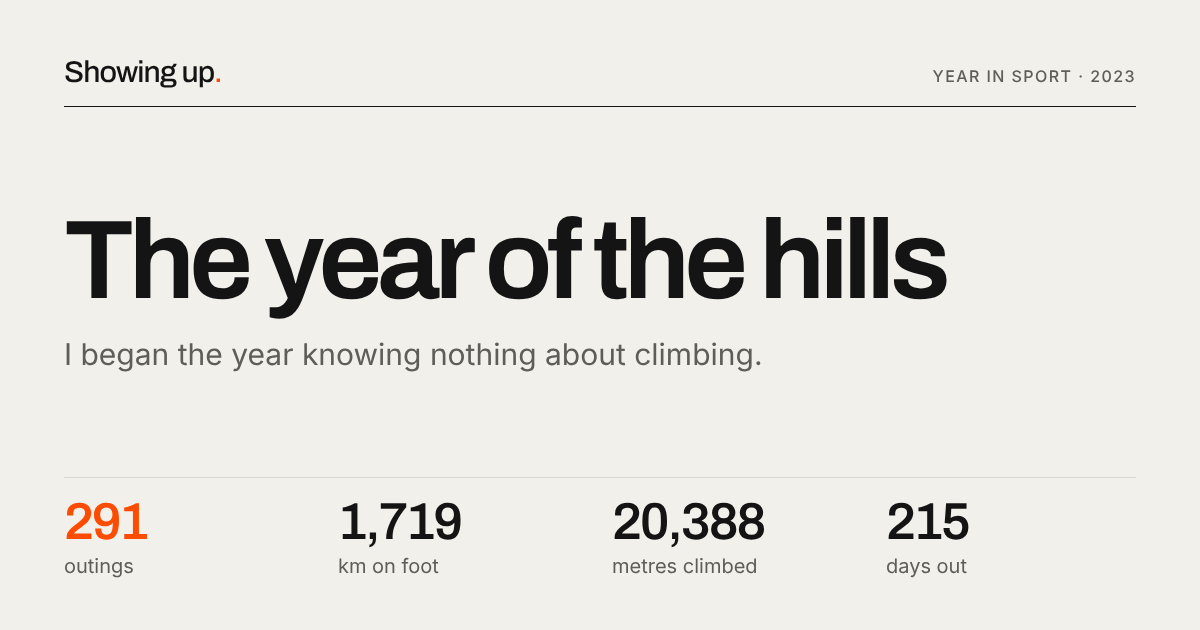 Showing up.
YEAR IN SPORT · 2023
The year of the hills
I began the year knowing nothing about climbing.
291
outings
1,719
km on foot
20,388
metres climbed
215
days out